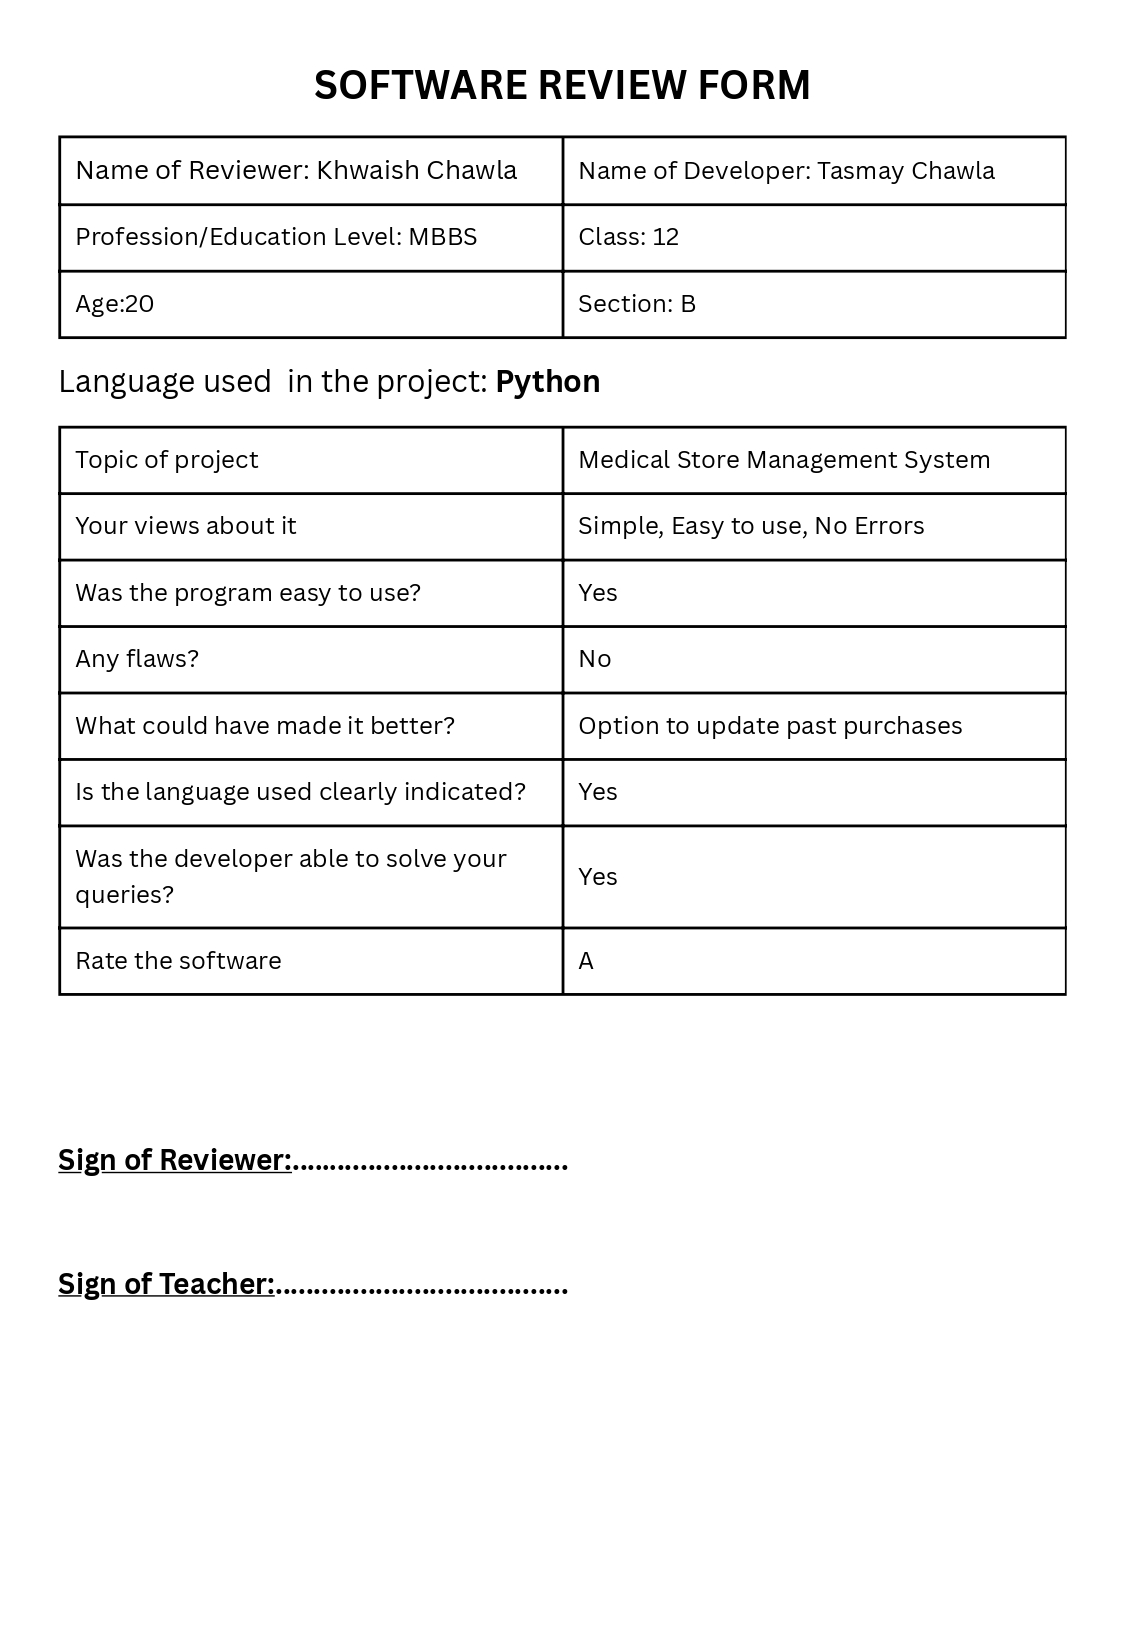 SOFTWARE REVIEW FORM
Name of Reviewer: Khwaish Chawla
Name of Developer: Tasmay Chawla
Profession/Education Level: MBBS
Class: 12
Age:20
Section: B
Language used  in the project: Python
Topic of project
Medical Store Management System
Your views about it
Simple, Easy to use, No Errors
Was the program easy to use?
Yes
Any flaws?
No
What could have made it better?
Option to update past purchases
Is the language used clearly indicated?
Yes
Was the developer able to solve your
queries?
Yes
Rate the software
A
Sign of Reviewer:....................................
Sign of Teacher:......................................